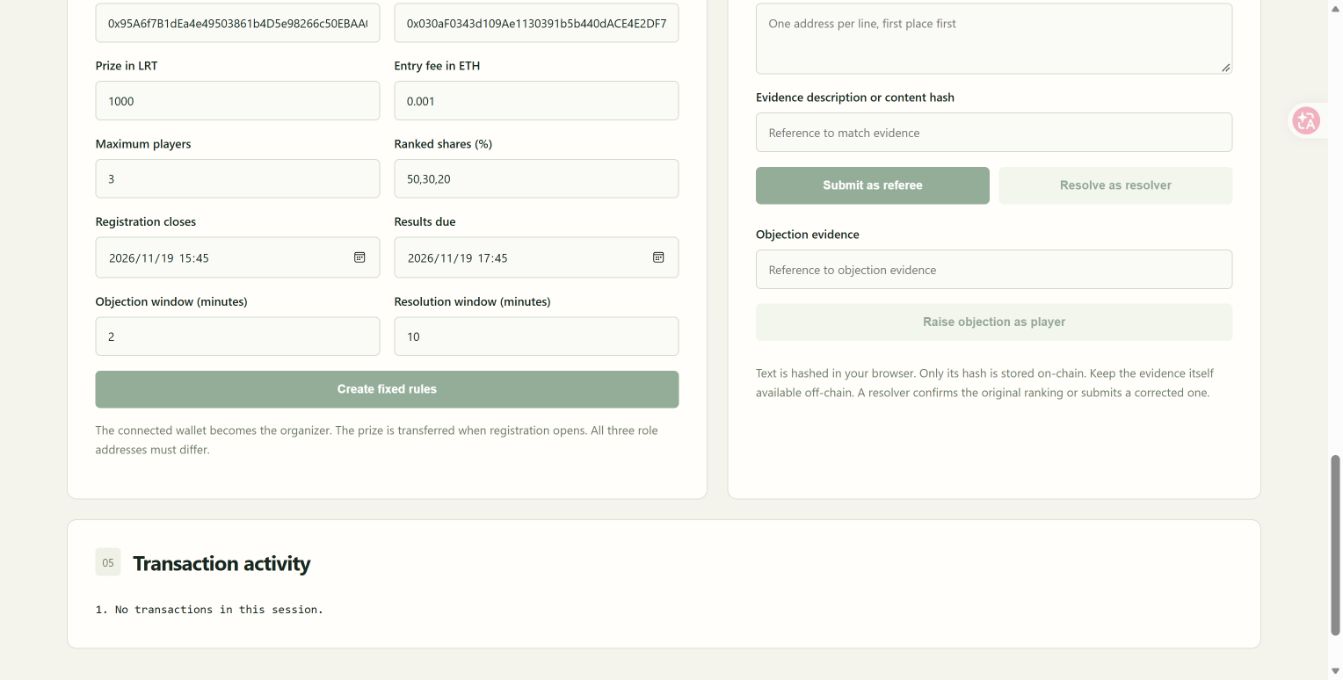 0x95A6f7B1dEa4e49503861b4D5e98266c50EBAA
0x030aF0343d109Ae1130391b5b440dACE4E2DF7
Prize in LRT
Entry fee in ETH
1000
0.001
Maximum players
Ranked shares (%)
3
50,30,20
Registration closes
Results due
2026/11/19 15:45
2026/11/19 17:45
Objection window (minutes)
Resolution window (minutes)
2
10
Create fixed rules
The connected wallet becomes the organizer. The prize is transferred when registration opens. All three role
addresses must differ.
One address per line, first place first
Evidence description or content hash
Reference to match evidence
Submit as referee
Resolve as resolver
Objection evidence
Reference to objection evidence
Raise objection as player
Text is hashed in your browser. Only its hash is stored on-chain. Keep the evidence itself
available off-chain. A resolver confirms the original ranking or submits a corrected one.
05
Transaction activity
1. No transactions in this session.